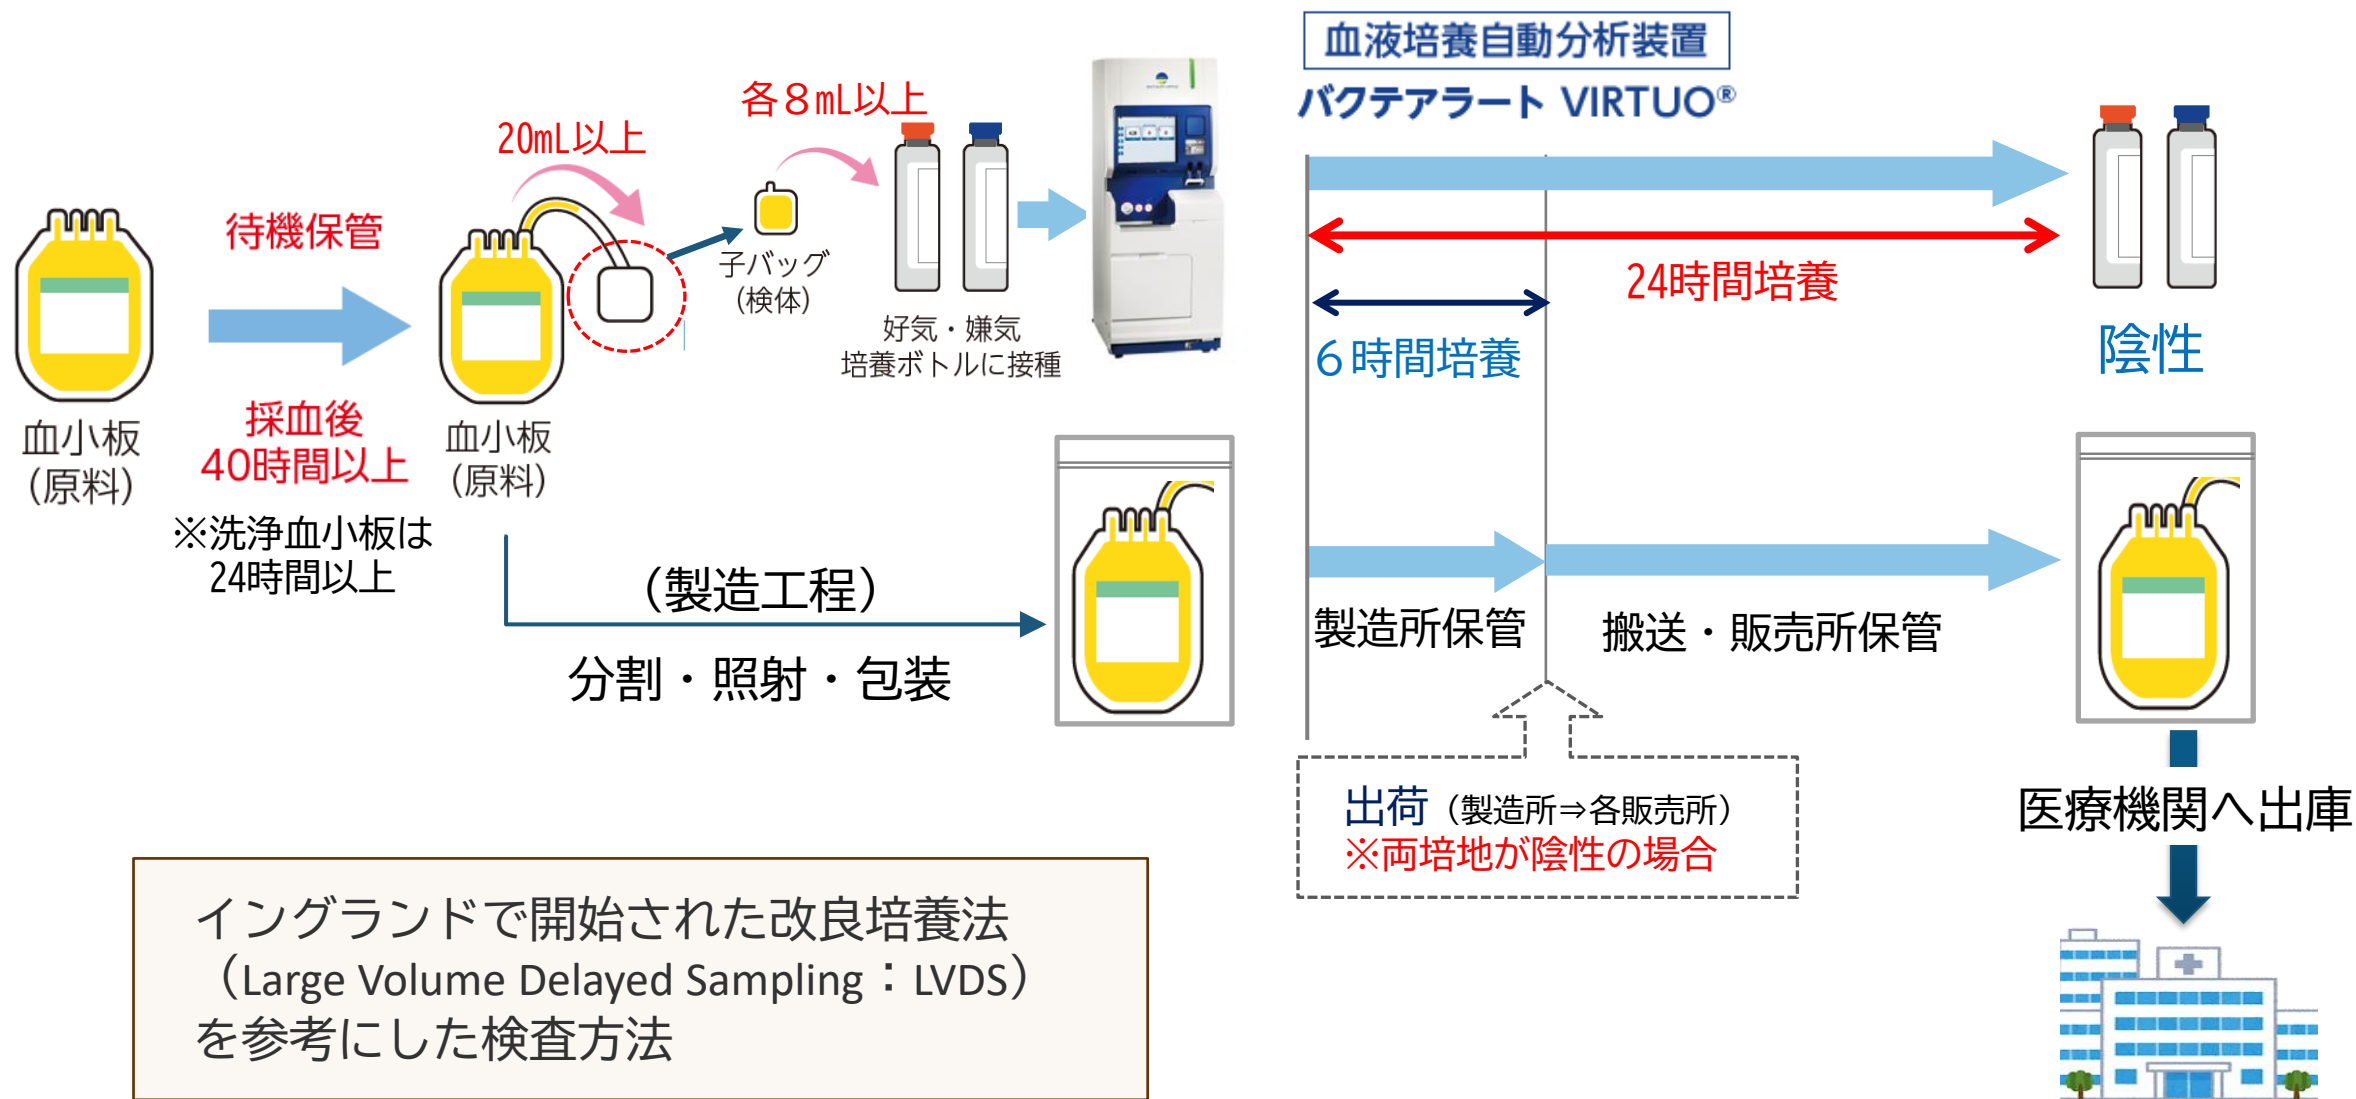 血小板
(原料)
待機保管
採血後
40時間以上
※洗浄血小板は
24時間以上
血小板
(原料)
20mL以上
子バッグ
(検体)
各８mL以上
好気・嫌気
培養ボトルに接種
(製造工程)
分割・照射・包装
血液培養自動分析装置
バクテアラート VIRTUO®
24時間培養
６時間培養
陰性
製造所保管
搬送・販売所保管
出荷（製造所⇒各販売所）
※両培地が陰性の場合
医療機関へ出庫
イングランドで開始された改良培養法
（Large Volume Delayed Sampling：LVDS）
を参考にした検査方法